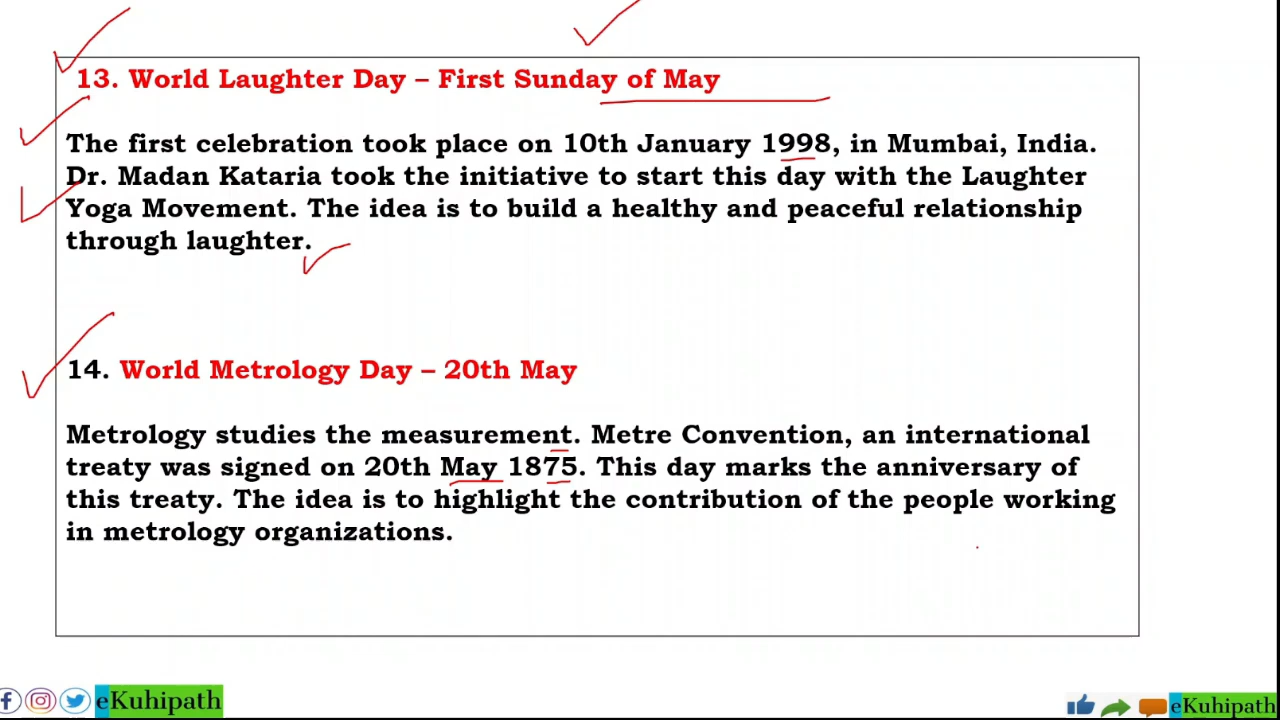 13. World Laughter Day – First Sunday of May
The first celebration took place on 10th January 1998, in Mumbai, India.
Dr. Madan Kataria took the initiative to start this day with the Laughter
Yoga Movement. The idea is to build a healthy and peaceful relationship
through laughter.
14. World Metrology Day – 20th May
Metrology studies the measurement. Metre Convention, an international
treaty was signed on 20th May 1875. This day marks the anniversary of
this treaty. The idea is to highlight the contribution of the people working
in metrology organizations.
eKuhipath
eKuhipath